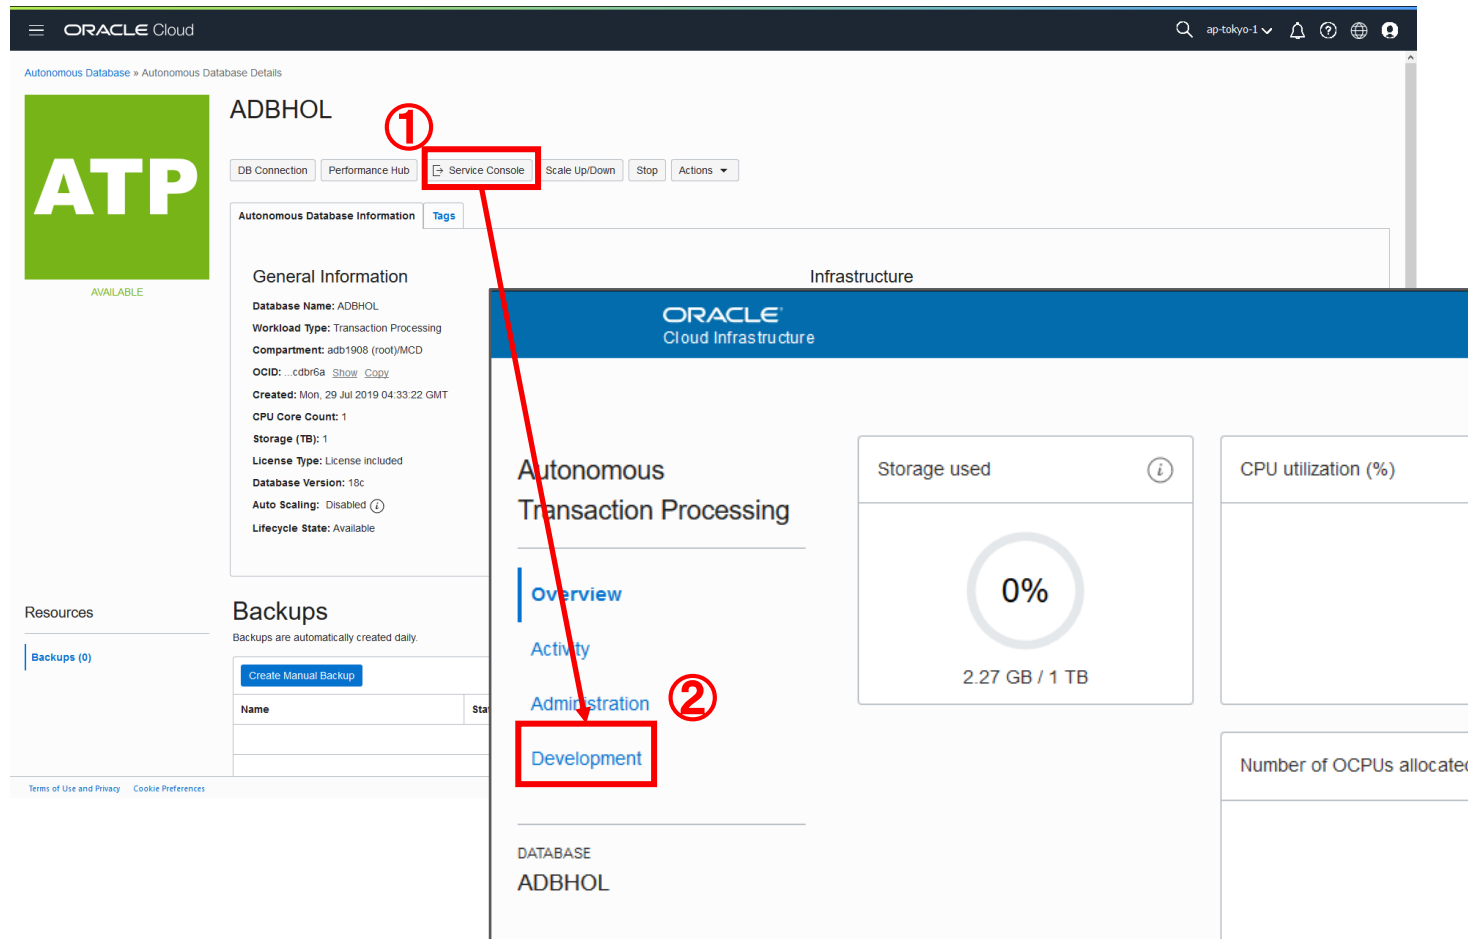 ORACLE Cloud
ap-tokyo-1
Autonomous Database » Autonomous Database Details
ATP
AVAILABLE
ADBHOL
①
DB Connection Performance Hub Service Console Scale Up/Down Stop Actions
Autonomous Database Information Tags
General Information
Infrastructure
Database Name: ADBHOL
Workload Type: Transaction Processing
Compartment: adb1908 (root)/MCD
OCID: ...cdbr6a Show Copy
Created: Mon, 29 Jul 2019 04:33:22 GMT
CPU Core Count: 1
Storage (TB): 1
License Type: License included
Database Version: 18c
Auto Scaling: Disabled
Lifecycle State: Available
Resources
Backups (0)
Backups
Backups are automatically created daily.
Create Manual Backup
Name Sta
Terms of Use and Privacy Cookie Preferences
ORACLE
Cloud Infrastructure
Autonomous
Transaction Processing
Overview
Activity
Administration
②
Development
DATABASE
ADBHOL
Storage used
0%
2.27 GB / 1 TB
CPU utilization (%)
Number of OCPUs allocated